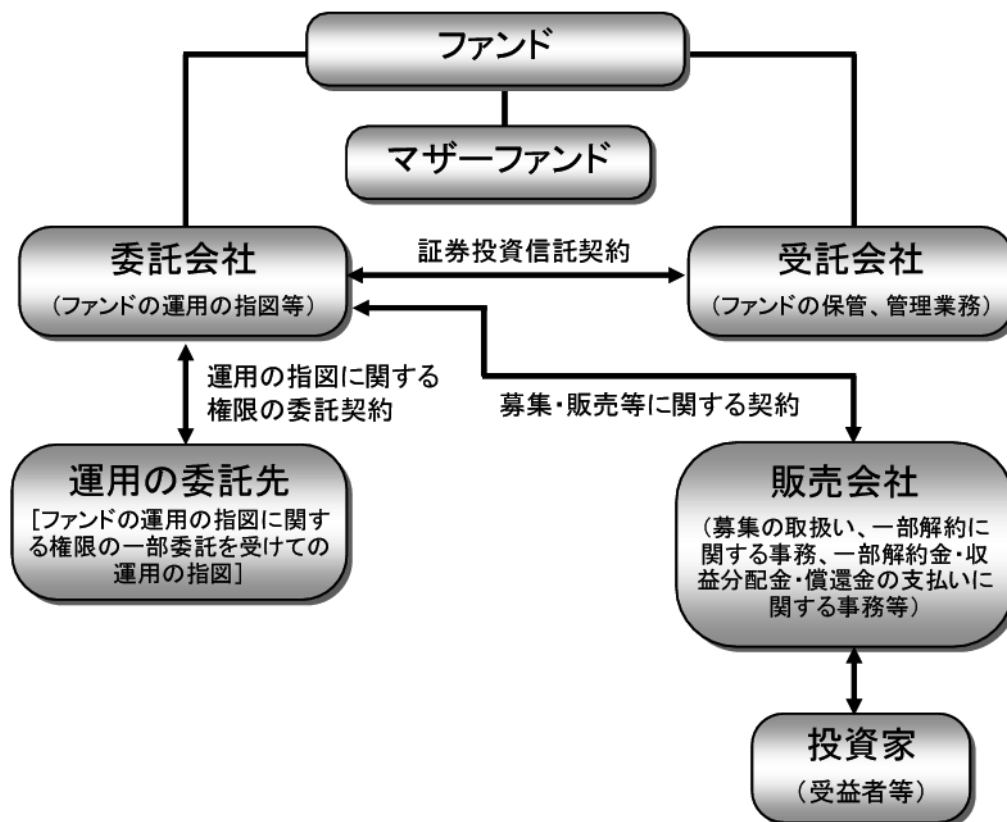 ファンド
マザーファンド
委託会社
(ファンドの運用の指図等)
証券投資信託契約
受託会社
(ファンドの保管、管理業務)
運用の指図に関する
権限の委託契約
募集・販売等に関する契約
運用の委託先
[ファンドの運用の指図に関す
る権限の一部委託を受けての
運用の指図]
販売会社
(募集の取扱い、一部解約に
関する事務、一部解約金・収
益分配金・償還金の支払いに
関する事務等)
投資家
(受益者等)